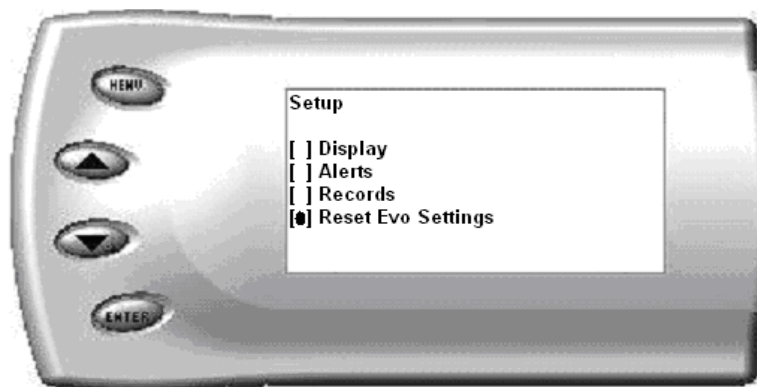 MENU
Setup
[ ] Display
[ ] Alerts
[ ] Records
[●] Reset Evo Settings
ENTER